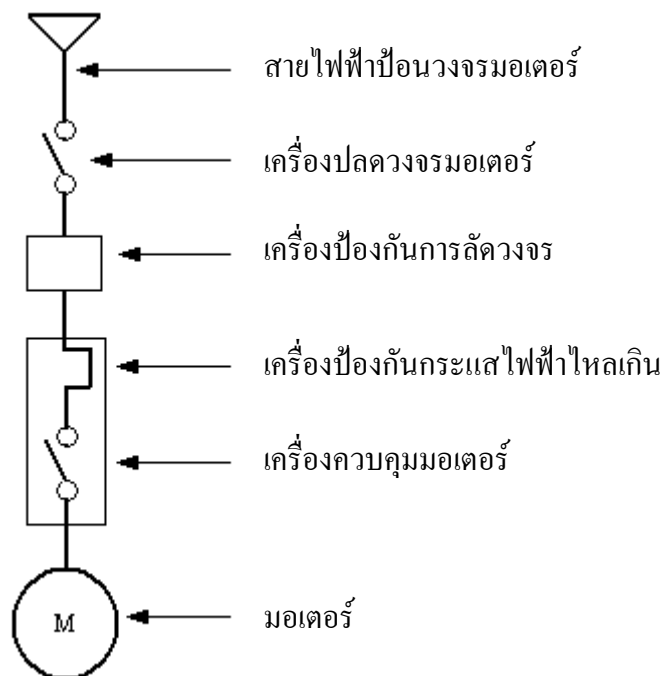 สายไฟฟ้าป้อนวงจรมอเตอร์
เครื่องปลดวงจรมอเตอร์
เครื่องป้องกันการลัดวงจร
เครื่องป้องกันกระแสไฟฟ้าไหลเกิน
เครื่องควบคุมมอเตอร์
M
มอเตอร์